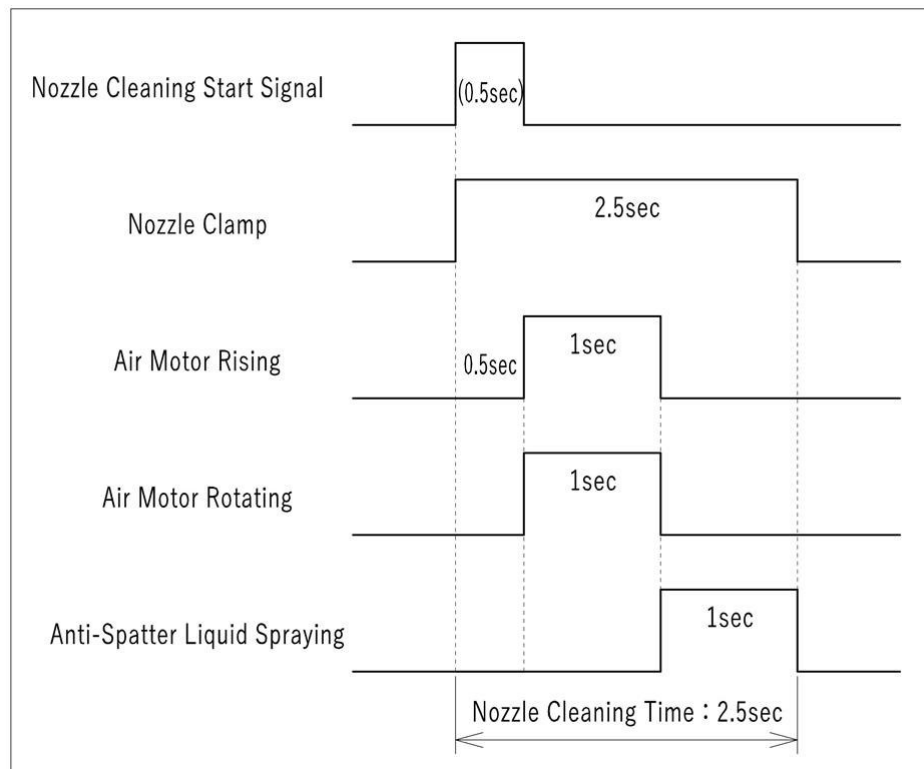 Nozzle Cleaning Start Signal
(0.5sec)
Nozzle Clamp
2.5sec
Air Motor Rising
0.5sec
1sec
Air Motor Rotating
1sec
Anti-Spatter Liquid Spraying
1sec
Nozzle Cleaning Time : 2.5sec